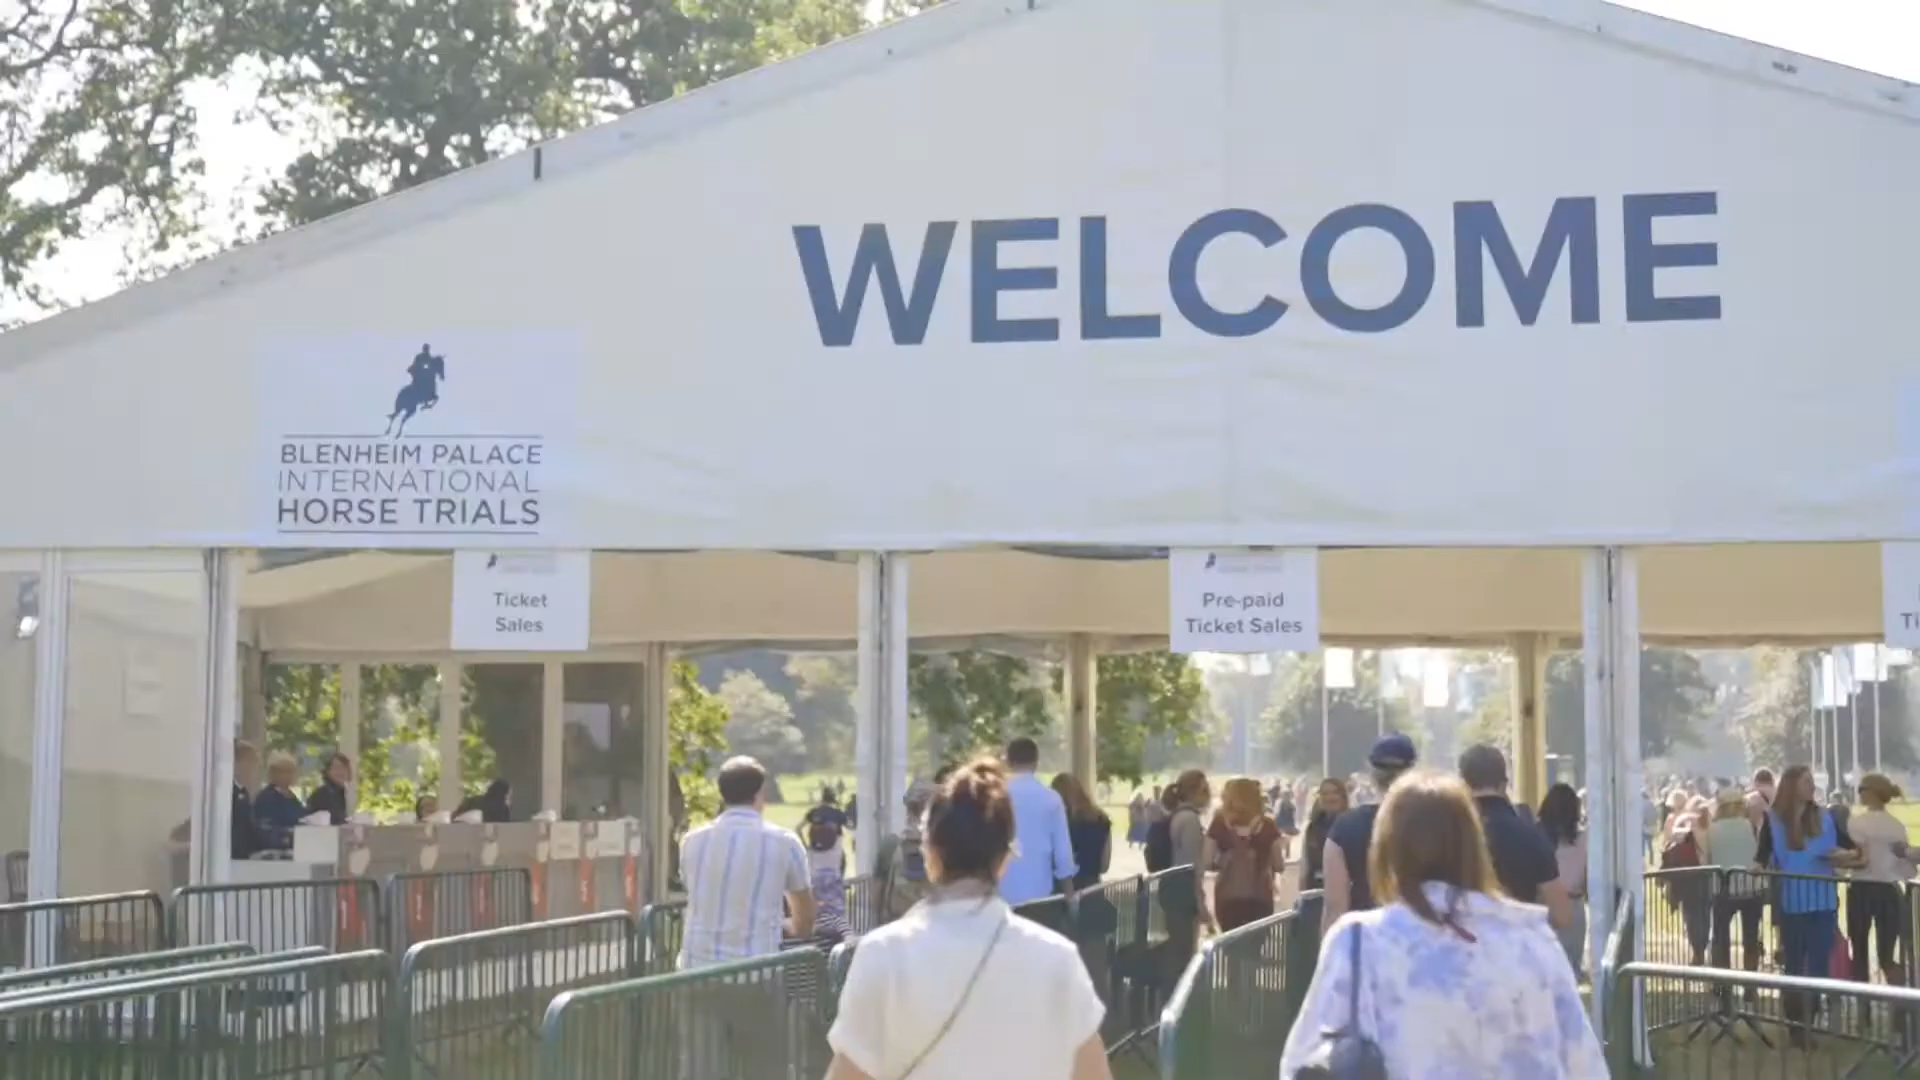 WELCOME
BLENHEIM PALACE
INTERNATIONAL
HORSE TRIALS
Ticket
Sales
Pre-paid
Ticket Sales